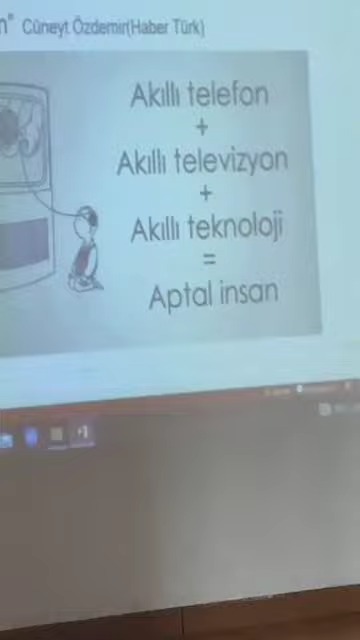 Cüneyt Özdemir(Haber Türk)
Akıllı telefon
+
Akıllı televizyon
+
Akıllı teknoloji
=
Aptal insan